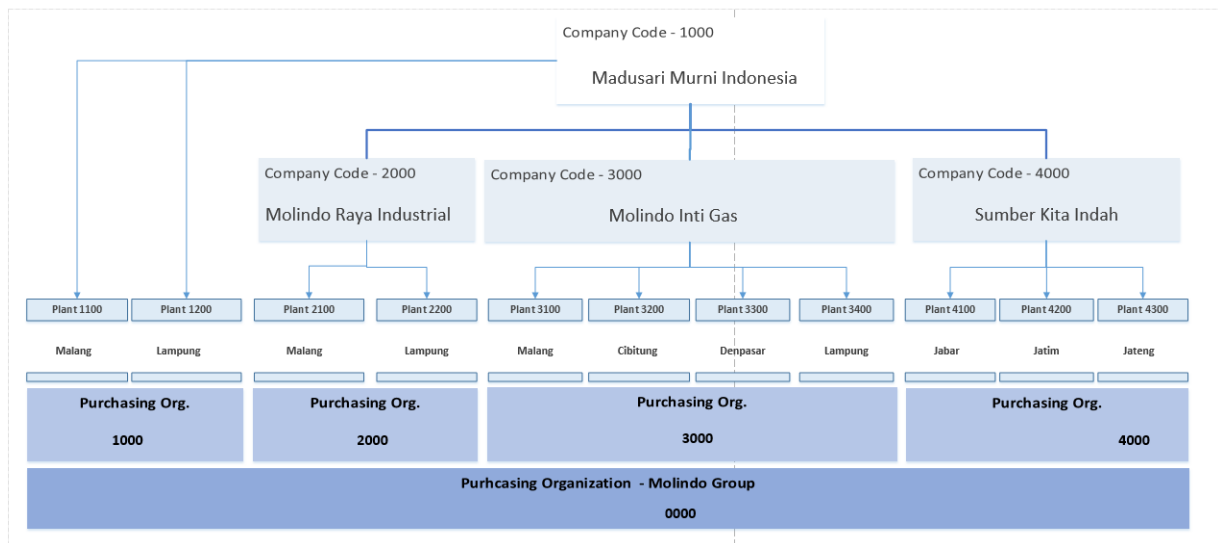 Company Code - 1000
Madusari Murni Indonesia
Company Code - 2000
Molindo Raya Industrial
Company Code - 3000
Molindo Inti Gas
Company Code - 4000
Sumber Kita Indah
Plant 1100
Plant 1200
Plant 2100
Plant 2200
Plant 3100
Plant 3200
Plant 3300
Plant 3400
Plant 4100
Plant 4200
Plant 4300
Malang
Lampung
Malang
Lampung
Malang
Cibitung
Denpasar
Lampung
Jabar
Jatim
Jateng
Purchasing Org.
1000
Purchasing Org.
2000
Purchasing Org.
3000
Purchasing Org.
4000
Purhcasing Organization - Molindo Group
0000